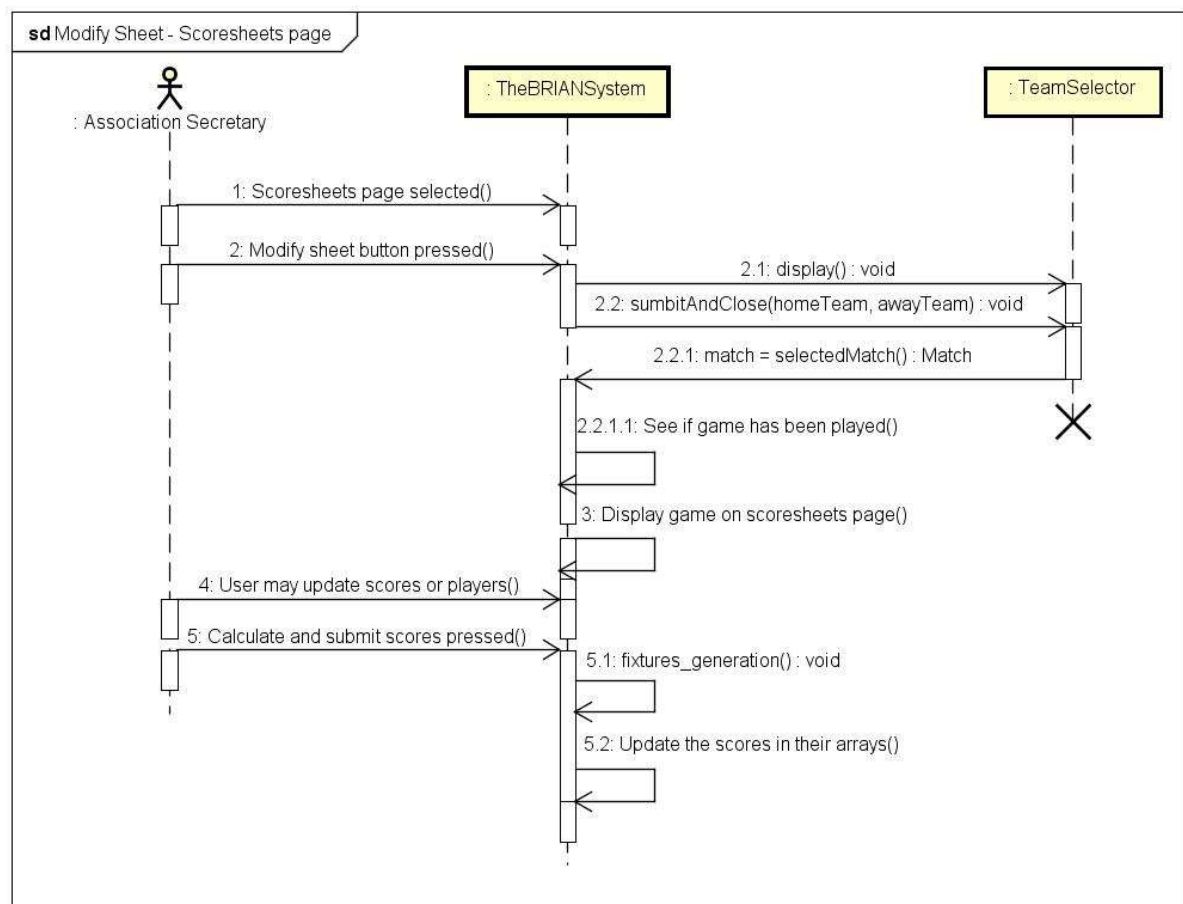 sd Modify Sheet - Scoresheets page
: Association Secretary
: TheBRIANSystem
: TeamSelector
1: Scoresheets page selected()
2: Modify sheet button pressed()
2.1: display() : void
2.2: sumbitAndClose(homeTeam, awayTeam) : void
2.2.1: match = selectedMatch() : Match
2.2.1.1: See if game has been played()
3: Display game on scoresheets page()
4: User may update scores or players()
5: Calculate and submit scores pressed()
5.1: fixtures_generation() : void
5.2: Update the scores in their arrays()